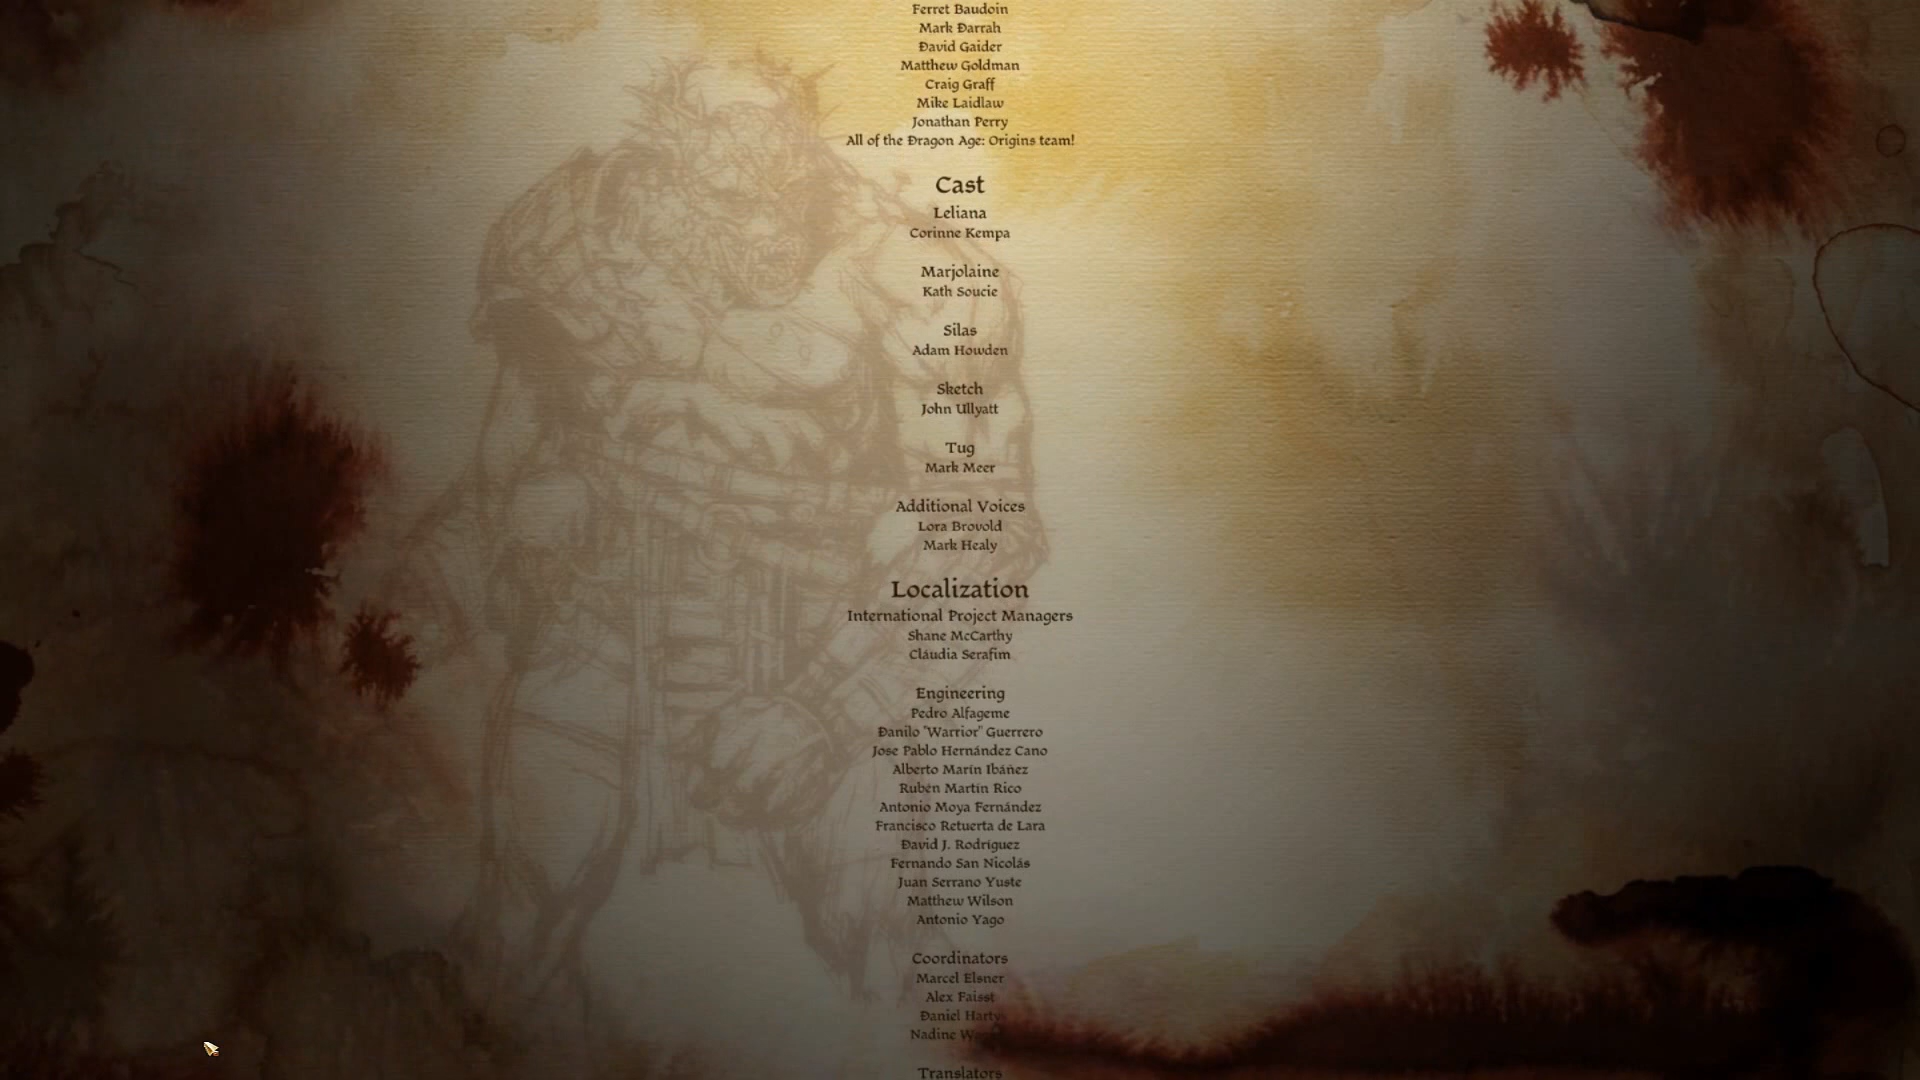 Ferret Baudoin
Mark Darrah
David Gaider
Matthew Goldman
Craig Graff
Mike Laidlaw
Jonathan Perry
All of the Dragon Age: Origins team!
Cast
Leliana
Corinne Kempa
Marjolaine
Kath Soucie
Silas
Adam Howden
Sketch
John Ullyatt
Tug
Mark Meer
Additional Voices
Lora Brovold
Mark Healy
Localization
International Project Managers
Shane McCarthy
Cláudia Serafim
Engineering
Pedro Alfageme
Danilo "Warrior" Guerrero
Jose Pablo Hernández Cano
Alberto Marín Ibáñez
Rubén Martín Rico
Antonio Moya Fernández
Francisco Retuerta de Lara
David J. Rodríguez
Fernando San Nicolás
Juan Serrano Yuste
Matthew Wilson
Antonio Yago
Coordinators
Marcel Elsner
Alex Faisst
Daniel Harty
Nadine
Translators